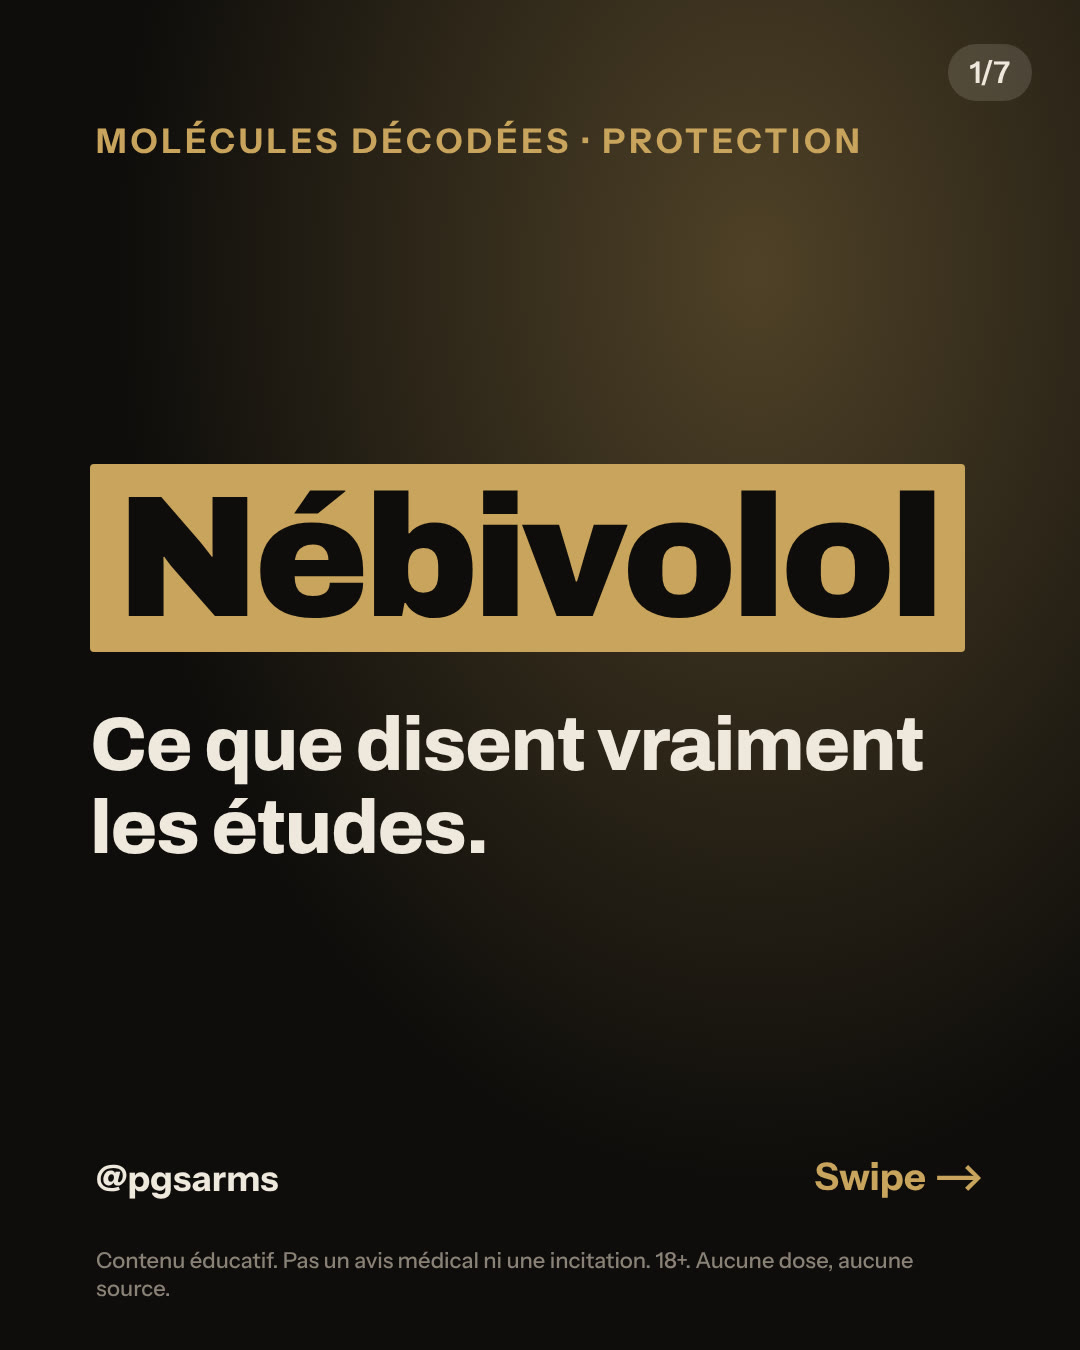 1/7
MOLÉCULES DÉCODÉES · PROTECTION
Nébivolol
Ce que disent vraiment
les études.
@pgsarms
Swipe →
Contenu éducatif. Pas un avis médical ni une incitation. 18+. Aucune dose, aucune
source.